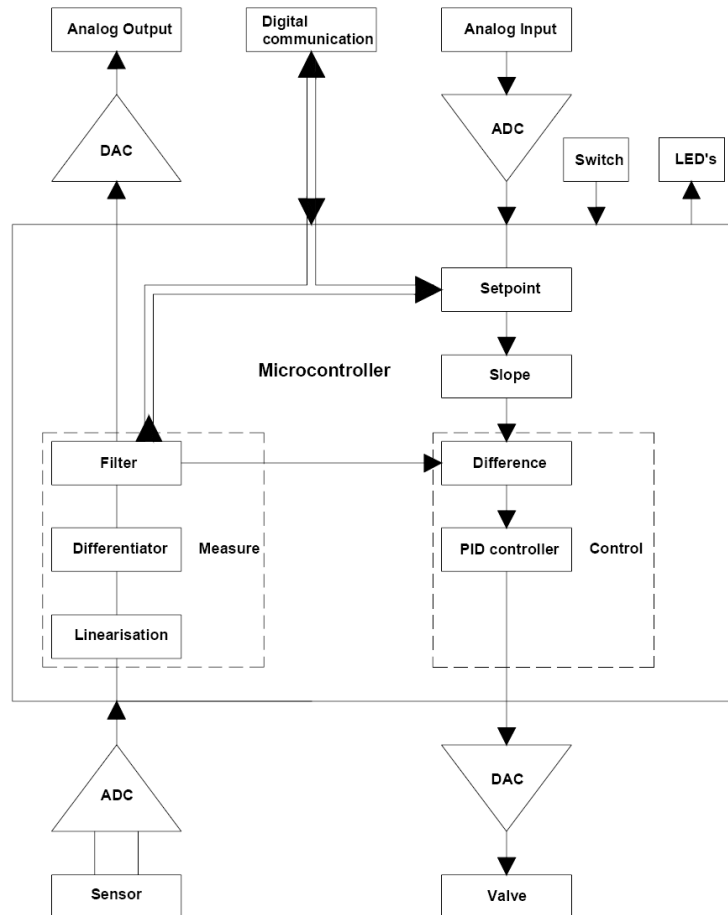 Analog Output
Digital
communication
Analog Input
DAC
ADC
Switch
LED's
Setpoint
Microcontroller
Slope
Filter
Difference
Differentiator
Measure
PID controller
Control
Linearisation
ADC
DAC
Sensor
Valve